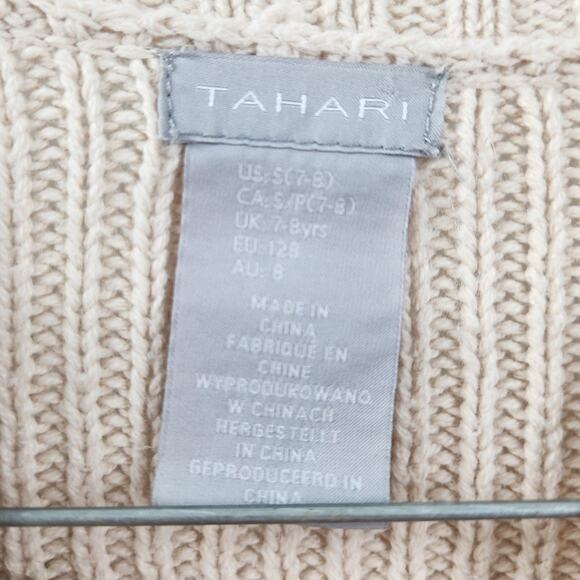 TAHARI
US: S(7-8)
CA: S/P(7-8)
UK: 7-8yrs
EU: 128
AU: 8
MADE IN
CHINA
FABRIQUÉ EN
CHINE
WYPRODUKOWANO
W CHINACH
HERGESTELLT
IN CHINA
GEPRODUCEERD IN
CHINA